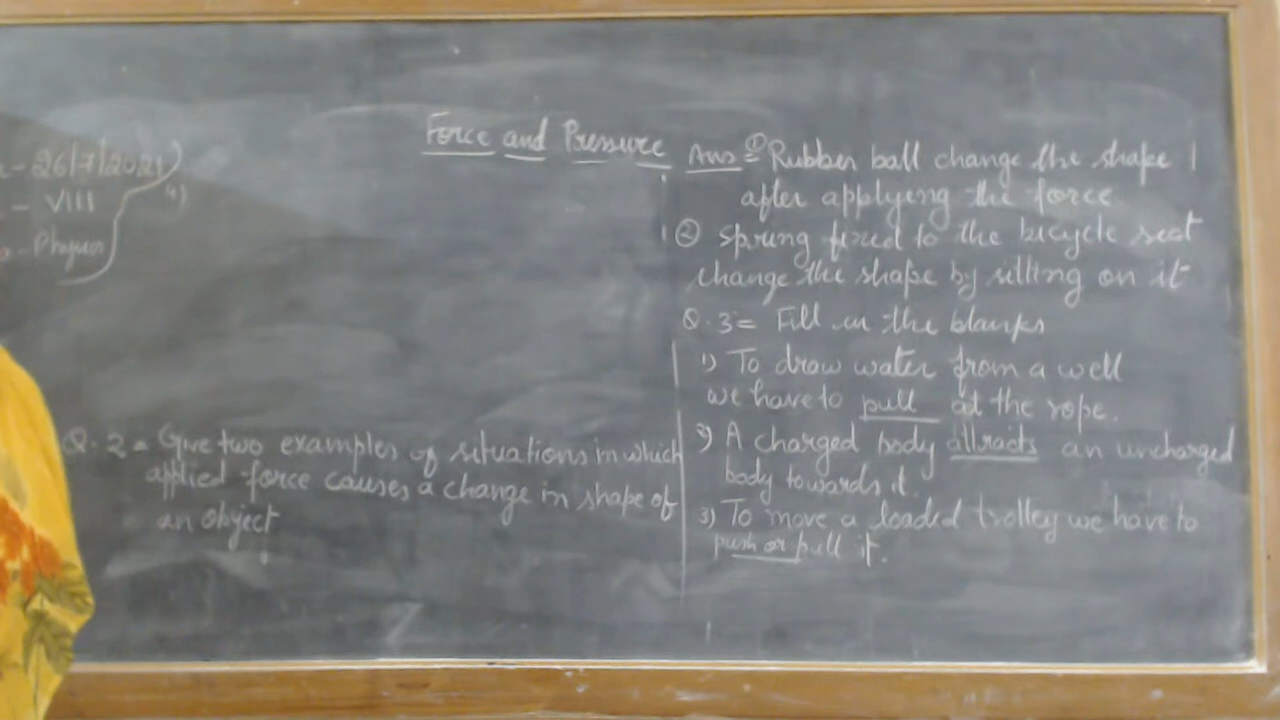 - 26/7/2021
- VIII
4)
Force and Pressure
Q. 2 = Give two examples of situations in which
applied force causes a change in shape of
an object
Ans = ① Rubber ball change the shape
after applying the force
② Spring fixed to the bicycle seat
change the shape by sitting on it
Q. 3 = Fill in the blanks
1) To draw water from a well
we have to pull at the rope.
2) A charged body attracts an uncharged
body towards it.
3) To move a loaded trolley we have to
push or pull it.